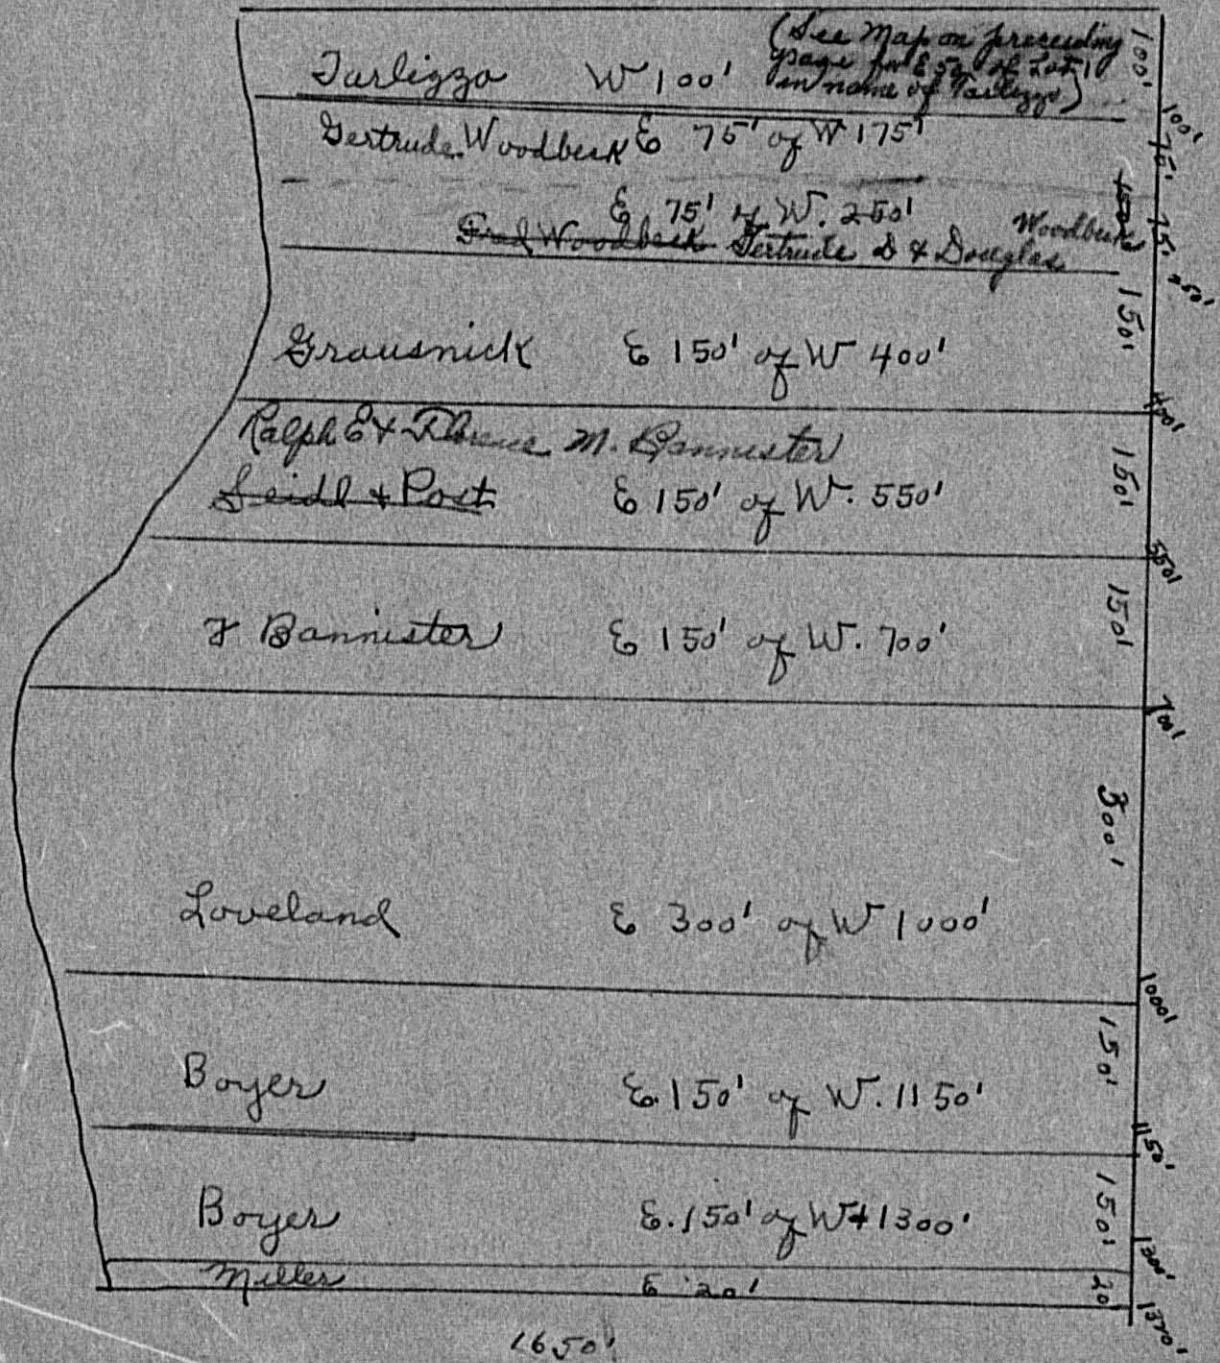 (See Map on preceding
page for E 50' of Lot 1
in name of Tarlizzo)
Tarlizzo W 100'
100'
100'
Gertrude Woodbeck E 75' of W 175'
75'
E 75' of W. 250'
Fred Woodbeck Gertrude D & Douglas Woodbeck
75'
250'
Grausnick E 150' of W 400'
150'
400'
Ralph E & Florence M. Bannister
Seidl & Post E 150' of W. 550'
150'
550'
F Bannister E 150' of W. 700'
150'
700'
300'
Loveland E 300' of W 1000'
1000'
Boyer E. 150' of W. 1150'
150'
1150'
Boyer E. 150' of W 1300'
150'
1300'
Miller E 20'
20'
1320'
1650'